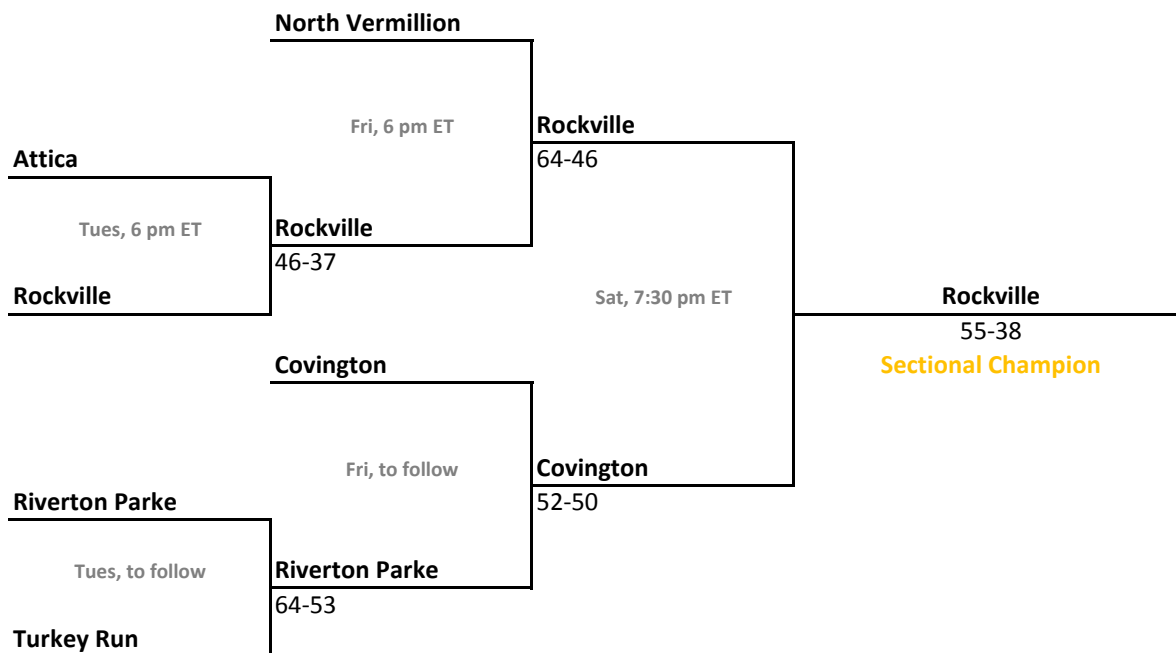 North Vermillion
Fri, 6 pm ET
Rockville
64-46
Attica
Tues, 6 pm ET
Rockville
46-37
Rockville
Sat, 7:30 pm ET
Rockville
55-38
Sectional Champion
Covington
Fri, to follow
Covington
52-50
Riverton Parke
Tues, to follow
Riverton Parke
64-53
Turkey Run